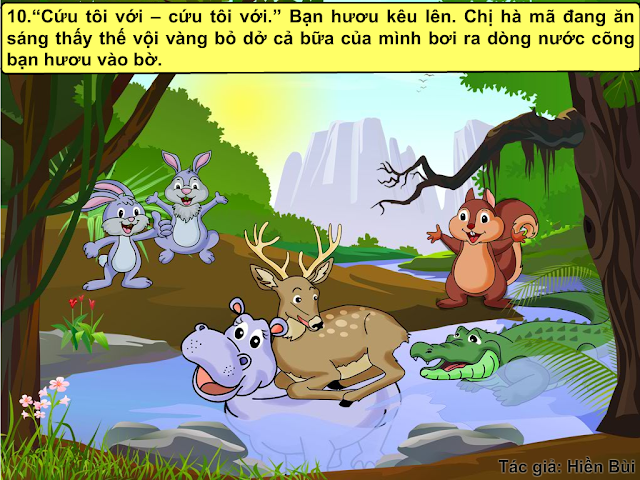 10.“Cứu tôi với – cứu tôi với.” Bạn hươu kêu lên. Chị hà mã đang ăn
sáng thấy thế vội vàng bỏ dở cả bữa của mình bơi ra dòng nước cõng
bạn hươu vào bờ.
Tác giả: Hiền Bùi